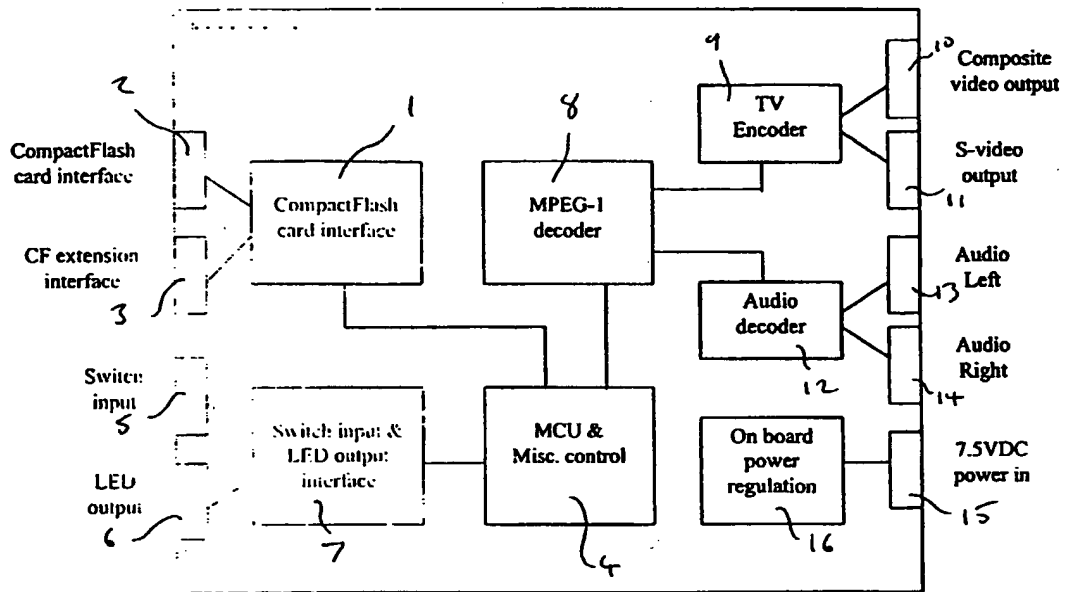 2
CompactFlash
card interface
CF extension
interface
3
Switch
input
5
LED
output
6
1
CompactFlash
card interface
Switch input &
LED output
interface
7
8
MPEG-1
decoder
MCU &
Misc. control
4
9
TV
Encoder
Audio
decoder
12
On board
power
regulation
16
10
Composite
video output
S-video
output
11
Audio
Left
13
Audio
Right
14
7.5VDC
power in
15